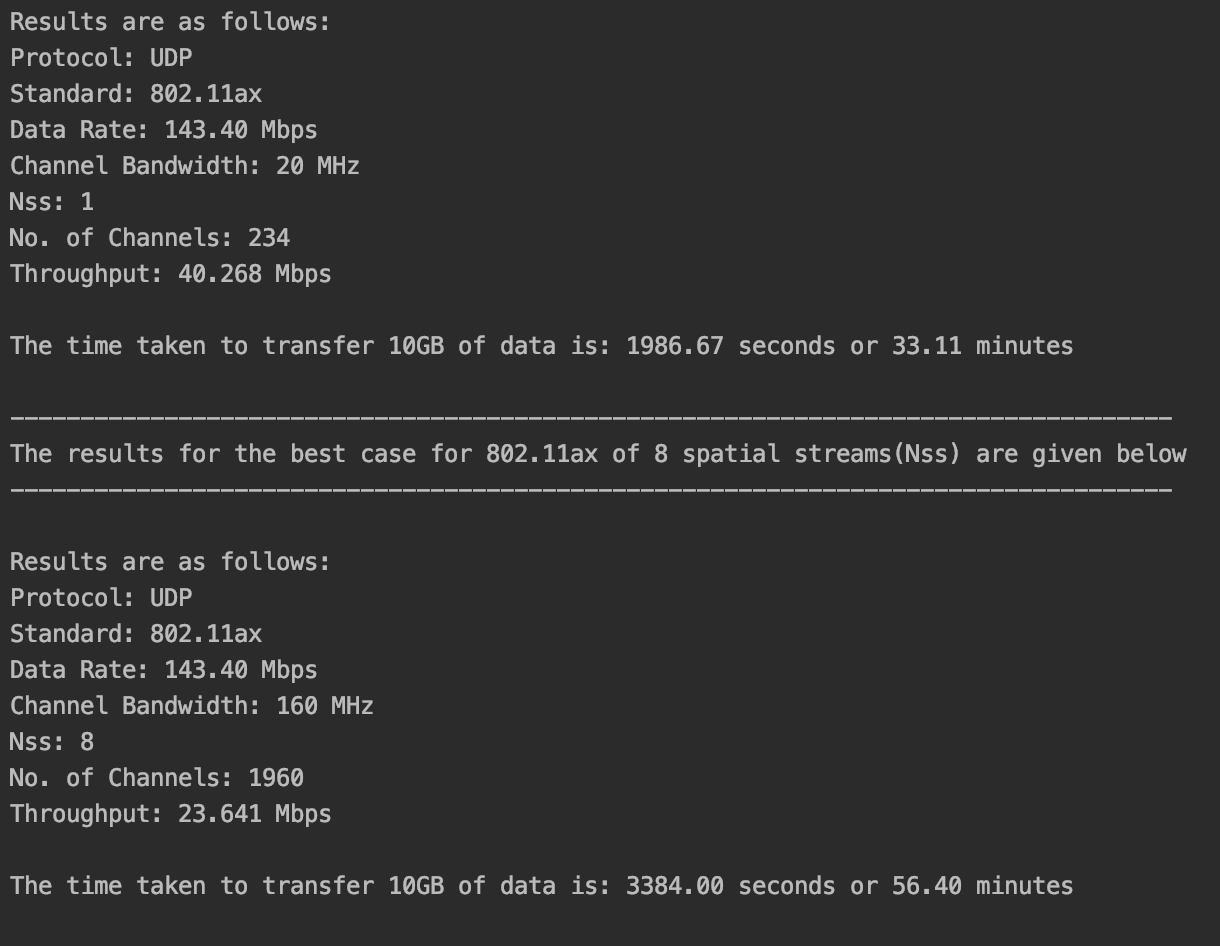 Results are as follows:
Protocol: UDP
Standard: 802.11ax
Data Rate: 143.40 Mbps
Channel Bandwidth: 20 MHz
Nss: 1
No. of Channels: 234
Throughput: 40.268 Mbps
The time taken to transfer 10GB of data is: 1986.67 seconds or 33.11 minutes
___________________________________________________________________________________
The results for the best case for 802.11ax of 8 spatial streams(Nss) are given below
___________________________________________________________________________________
Results are as follows:
Protocol: UDP
Standard: 802.11ax
Data Rate: 143.40 Mbps
Channel Bandwidth: 160 MHz
Nss: 8
No. of Channels: 1960
Throughput: 23.641 Mbps
The time taken to transfer 10GB of data is: 3384.00 seconds or 56.40 minutes